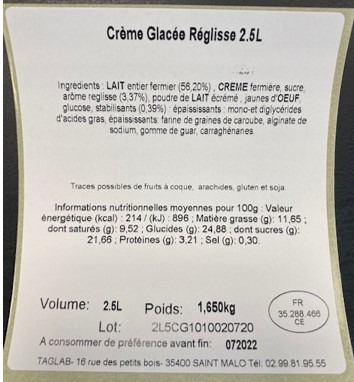 Crème Glacée Réglisse 2.5L
Ingredients : LAIT entier fermier (56,20%) , CREME fermière, sucre,
arôme reglisse (3,37%), poudre de LAIT écrémé , jaunes d'OEUF,
glucose, stabilisants (0,39%) : épaississants : mono-et diglycérides
d'acides gras, épaississants: farine de graines de caroube, alginate de
sodium, gomme de guar, carraghénanes.
Traces possibles de fruits à coque, arachides, gluten et soja.
Informations nutritionnelles moyennes pour 100g : Valeur
énergétique (kcal) : 214 / (kJ) : 896 ; Matière grasse (g): 11,65 ;
dont saturés (g): 9,52 ; Glucides (g): 24,88 ; dont sucres (g):
21,66 ; Protéines (g): 3,21 ; Sel (g): 0,30.
Volume: 2.5L Poids: 1,650kg
Lot: 2L5CG1010020720
FR
35.288.466
CE
A consommer de préférence avant fin: 072022
TAGLAB- 16 rue des petits bois- 35400 SAINT MALO Tél: 02.99.81.95.55